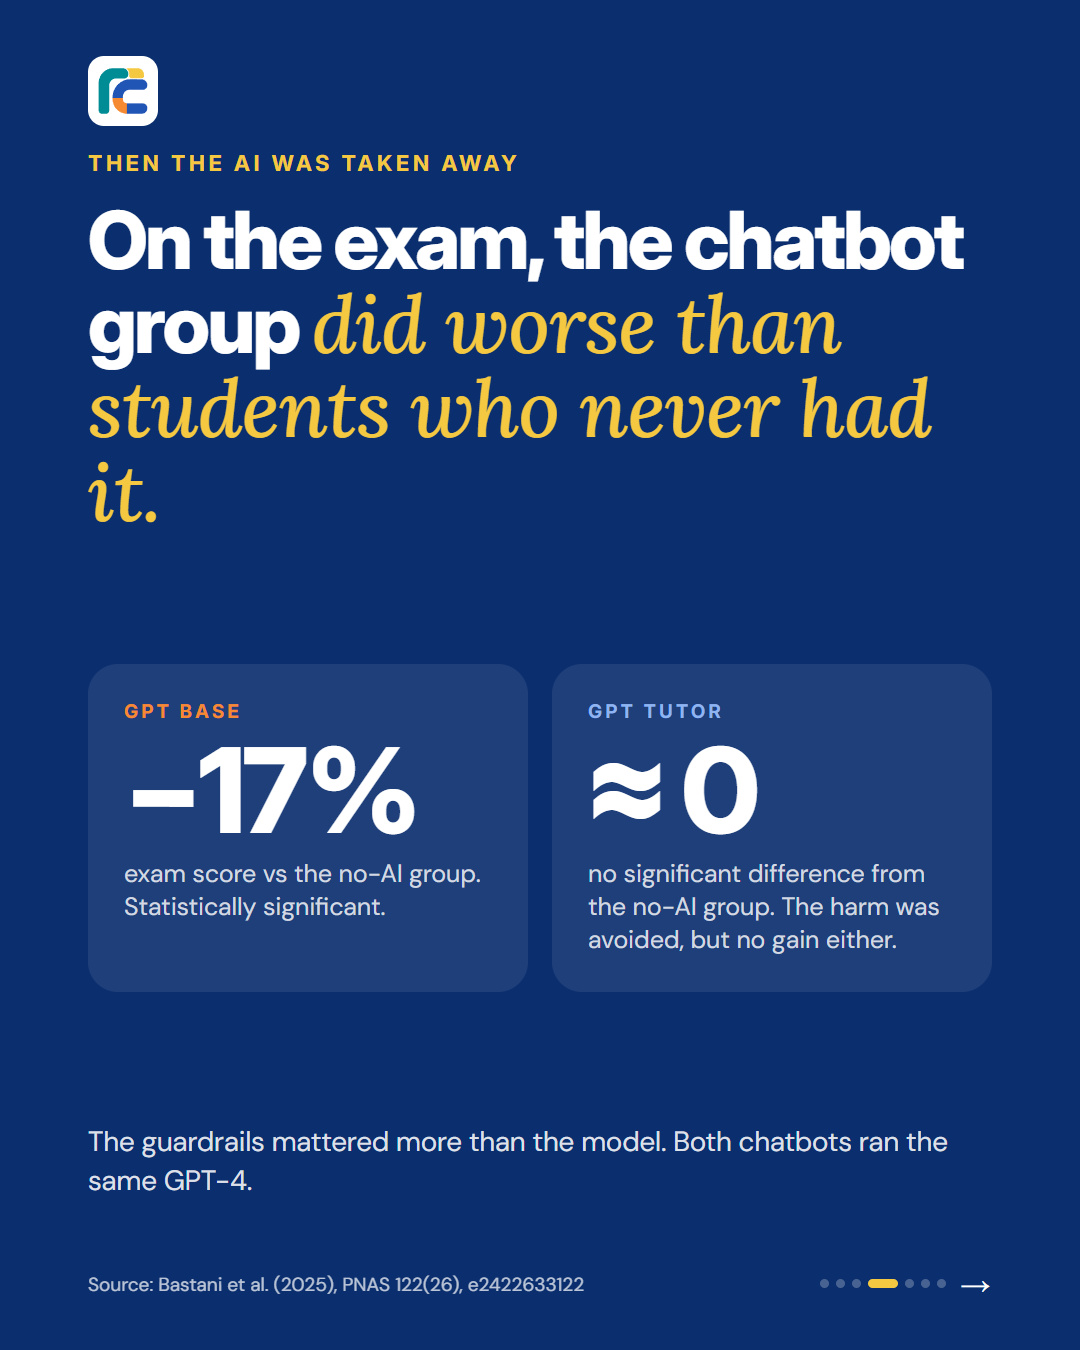 THEN THE AI WAS TAKEN AWAY
On the exam, the chatbot
group did worse than
students who never had
it.
GPT BASE
−17%
exam score vs the no-AI group.
Statistically significant.
GPT TUTOR
≈ 0
no significant difference from
the no-AI group. The harm was
avoided, but no gain either.
The guardrails mattered more than the model. Both chatbots ran the
same GPT-4.
Source: Bastani et al. (2025), PNAS 122(26), e2422633122
→